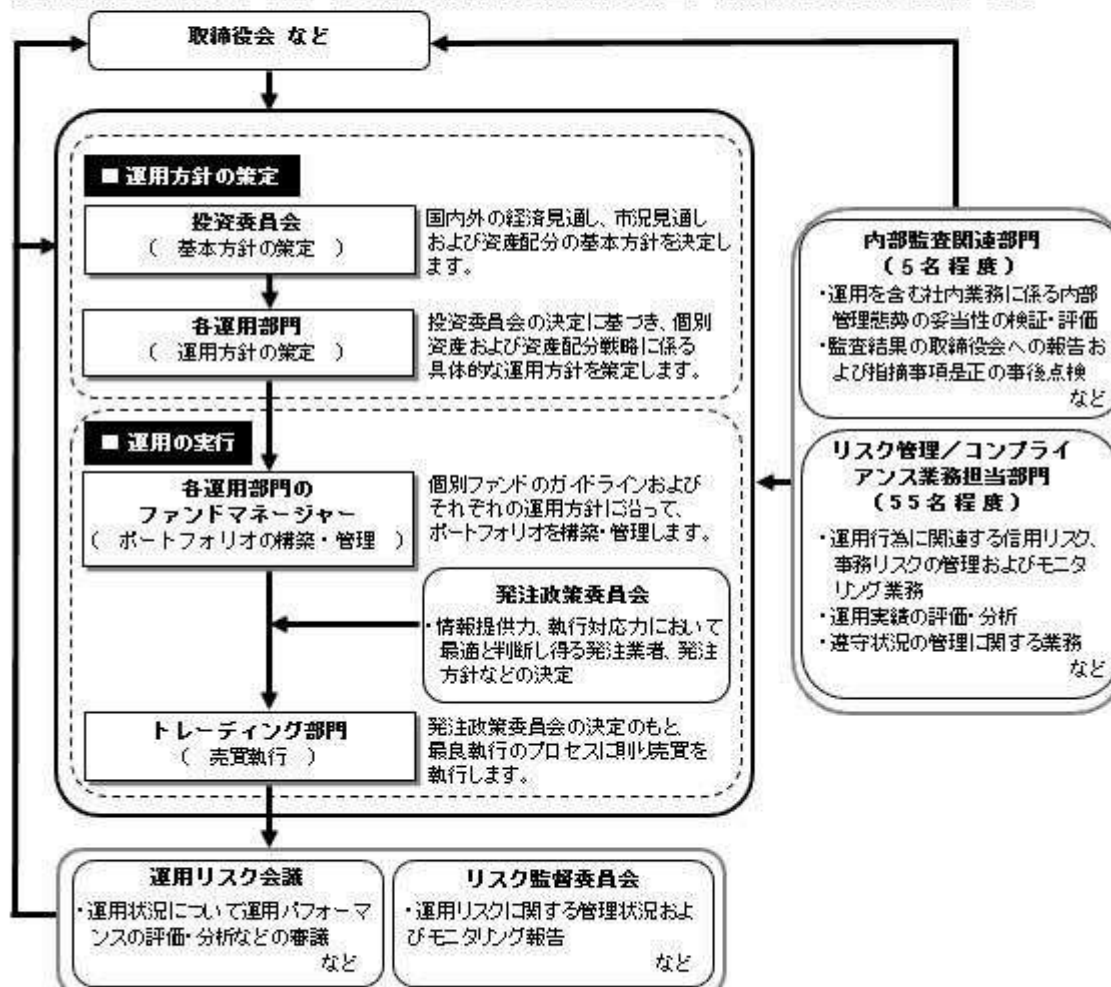 取締役会 など
■ 運用方針の策定
投資委員会
( 基本方針の策定 )
国内外の経済見通し、市況見通し
および資産配分の基本方針を決定し
ます。
各運用部門
( 運用方針の策定 )
投資委員会の決定に基づき、個別
資産および資産配分戦略に係る
具体的な運用方針を策定します。
■ 運用の実行
各運用部門の
ファンドマネージャー
( ポートフォリオの構築・管理 )
個別ファンドのガイドラインおよび
それぞれの運用方針に沿って、
ポートフォリオを構築・管理します。
発注政策委員会
・情報提供力、執行対応力において
最適と判断し得る発注業者、発注
方針などの決定
トレーディング部門
( 売買執行 )
発注政策委員会の決定のもと、
最良執行のプロセスに則り売買を
執行します。
内部監査関連部門
(5名程度)
・運用を含む社内業務に係る内部
管理態勢の妥当性の検証・評価
・監査結果の取締役会への報告お
よび指摘事項是正の事後点検
など
リスク管理/コンプライ
アンス業務担当部門
(55名程度)
・運用行為に関連する信用リスク、
事務リスクの管理およびモニタ
リング業務
・運用実績の評価・分析
・遵守状況の管理に関する業務
など
運用リスク会議
・運用状況について運用パフォーマ
ンスの評価・分析などの審議
など
リスク監督委員会
・運用リスクに関する管理状況およ
びモニタリング報告
など